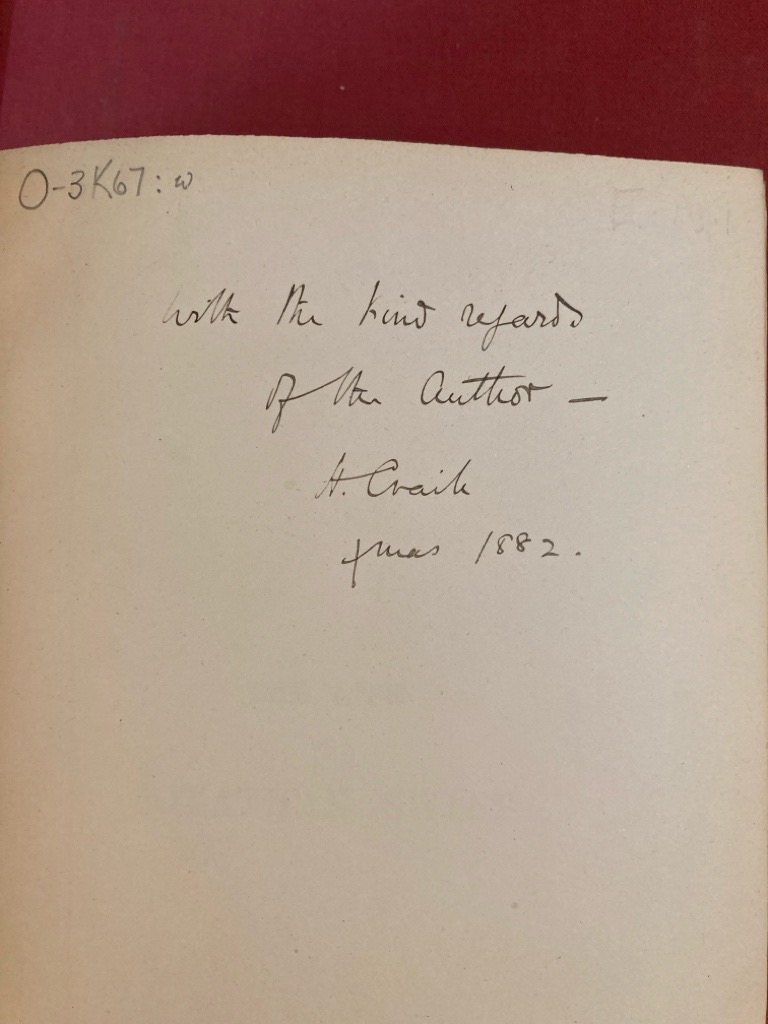 O-3K67: w
With the kind regards
of the Author —
H. Craik
Xmas 1882.